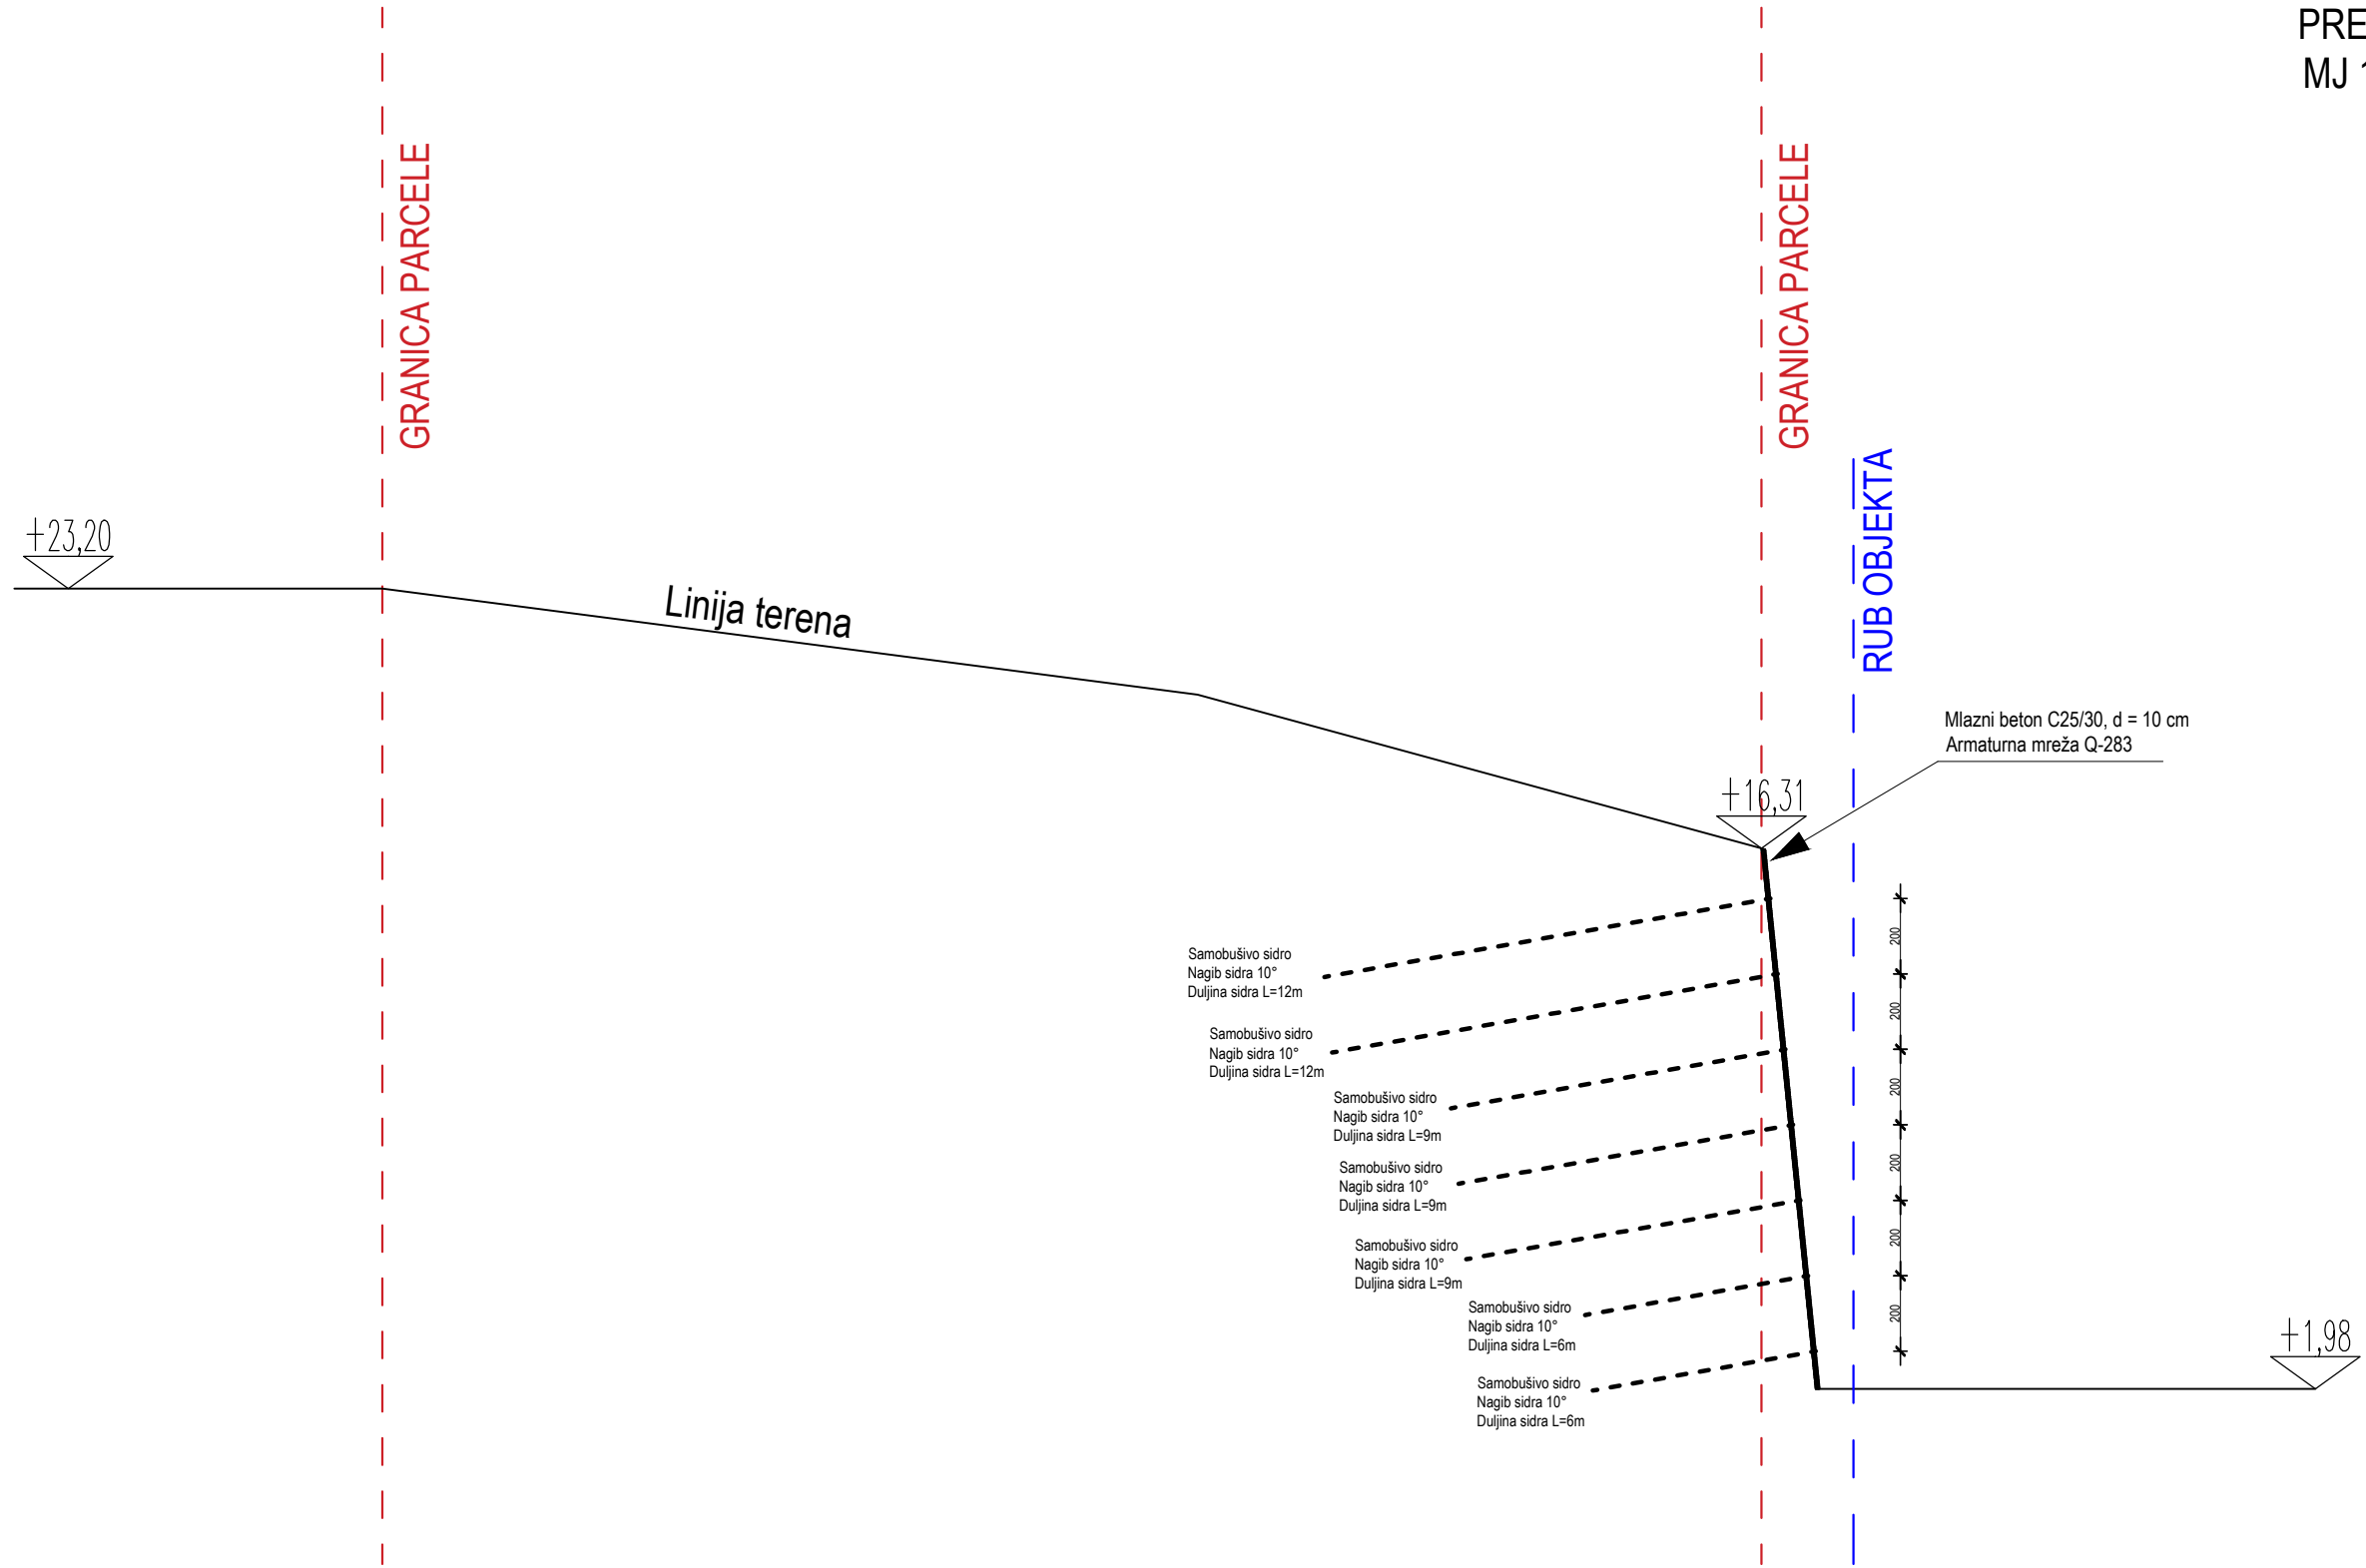 PRE
MJ 1
GRANICA PARCELE
GRANICA PARCELE
RUB OBJEKTA
+23,20
Linija terena
Mlazni beton C25/30, d = 10 cm
Armaturna mreža Q-283
+16,31
Samobušivo sidro
Nagib sidra 10°
Duljina sidra L=12m
Samobušivo sidro
Nagib sidra 10°
Duljina sidra L=12m
Samobušivo sidro
Nagib sidra 10°
Duljina sidra L=9m
Samobušivo sidro
Nagib sidra 10°
Duljina sidra L=9m
Samobušivo sidro
Nagib sidra 10°
Duljina sidra L=9m
Samobušivo sidro
Nagib sidra 10°
Duljina sidra L=6m
Samobušivo sidro
Nagib sidra 10°
Duljina sidra L=6m
200
200
200
200
200
200
+1,98